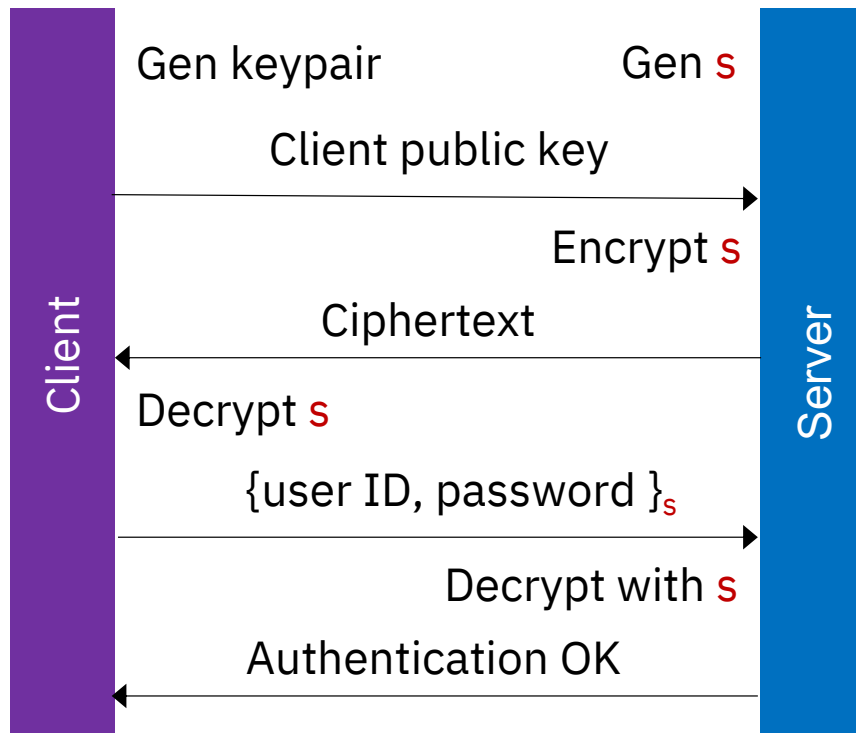 Gen keypair
Gen s
Client public key
Encrypt s
Ciphertext
Client
Server
Decrypt s
{user ID, password }s
Decrypt with s
Authentication OK